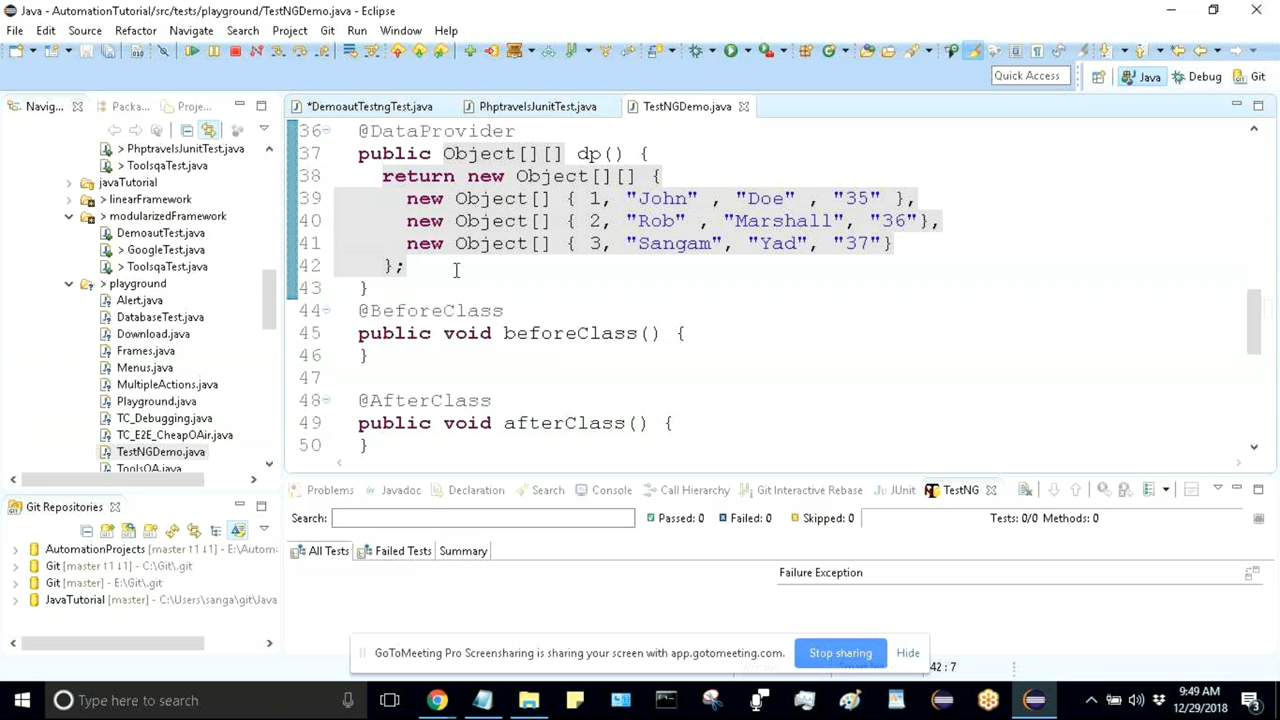 Java - AutomationTutorial/src/tests/playground/TestNGDemo.java - Eclipse
File Edit Source Refactor Navigate Search Project Git Run Window Help
Quick Access Java Debug Git
Navig... Packa... Proje...
*DemoautTestngTest.java PhptravelsJunitTest.java TestNGDemo.java
> PhptravelsJunitTest.java
> ToolsqaTest.java
javaTutorial
> linearFramework
> modularizedFramework
DemoautTest.java
> GoogleTest.java
> ToolsqaTest.java
> playground
Alert.java
DatabaseTest.java
Download.java
Frames.java
Menus.java
MultipleActions.java
Playground.java
TC_Debugging.java
TC_E2E_CheapOAir.java
TestNGDemo.java
ToolsQA.java
36 @DataProvider
37 public Object[][] dp() {
38 return new Object[][] {
39 new Object[] { 1, "John" , "Doe" , "35" },
40 new Object[] { 2, "Rob" , "Marshall", "36"},
41 new Object[] { 3, "Sangam", "Yad", "37"}
42 };
43 }
44 @BeforeClass
45 public void beforeClass() {
46 }
47
48 @AfterClass
49 public void afterClass() {
50 }
Git Repositories
AutomationProjects [master ↑1 ↓1] - E:\Autom
Git [master ↑1 ↓1] - C:\Git\.git
Git [master] - E:\Git\.git
JavaTutorial [master] - C:\Users\sanga\git\Java
Problems Javadoc Declaration Search Console Call Hierarchy Git Interactive Rebase JUnit TestNG
Search: Passed: 0 Failed: 0 Skipped: 0 Tests: 0/0 Methods: 0
All Tests Failed Tests Summary
Failure Exception
GoToMeeting Pro Screensharing is sharing your screen with app.gotomeeting.com. Stop sharing Hide
42 : 7
Type here to search
9:49 AM
12/29/2018
3